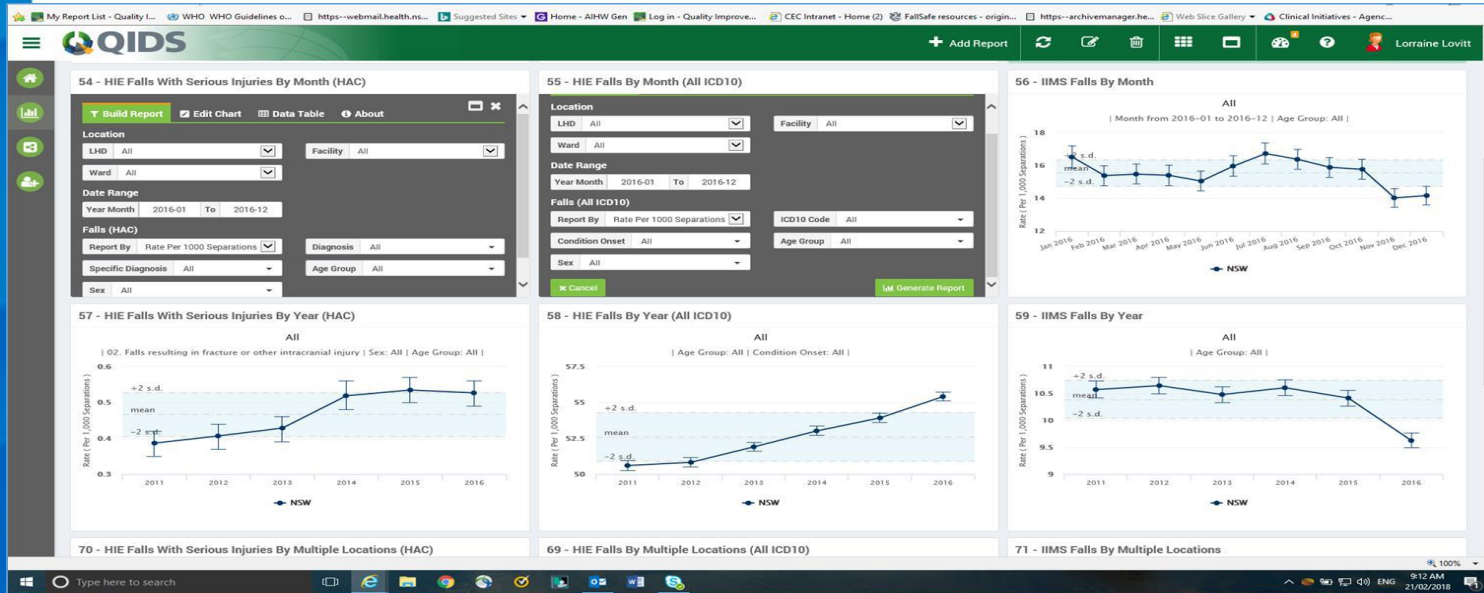 My Report List - Quality I... WHO WHO Guidelines o... https--webmail.health.ns... Suggested Sites Home - AIHW Gen Log in - Quality Improve... CEC Intranet - Home (2) FallSafe resources - origin... https--archivemanager.he... Web Slice Gallery Clinical Initiatives - Agenc...
QIDS
+ Add Report
4
Lorraine Lovitt
54 - HIE Falls With Serious Injuries By Month (HAC)
Build Report Edit Chart Data Table About
Location
LHD All Facility All
Ward All
Date Range
Year Month 2016-01 To 2016-12
Falls (HAC)
Report By Rate Per 1000 Separations Diagnosis All
Specific Diagnosis All Age Group All
Sex All
55 - HIE Falls By Month (All ICD10)
Location
LHD All Facility All
Ward All
Date Range
Year Month 2016-01 To 2016-12
Falls (All ICD10)
Report By Rate Per 1000 Separations ICD10 Code All
Condition Onset All Age Group All
Sex All
Cancel Generate Report
56 - IIMS Falls By Month
All
| Month from 2016-01 to 2016-12 | Age Group: All |
Rate ( Per 1,000 Separations )
18
16
14
12
+2 s.d.
mean
-2 s.d.
Jan 2016 Feb 2016 Mar 2016 Apr 2016 May 2016 Jun 2016 Jul 2016 Aug 2016 Sep 2016 Oct 2016 Nov 2016 Dec 2016
NSW
57 - HIE Falls With Serious Injuries By Year (HAC)
All
| 02. Falls resulting in fracture or other intracranial injury | Sex: All | Age Group: All |
Rate ( Per 1,000 Separations )
0.6
0.5
0.4
0.3
+2 s.d.
mean
-2 s.d.
2011 2012 2013 2014 2015 2016
NSW
58 - HIE Falls By Year (All ICD10)
All
| Age Group: All | Condition Onset: All |
Rate ( Per 1,000 Separations )
57.5
55
52.5
50
+2 s.d.
mean
-2 s.d.
2011 2012 2013 2014 2015 2016
NSW
59 - IIMS Falls By Year
All
| Age Group: All |
Rate ( Per 1,000 Separations )
11
10.5
10
9.5
9
+2 s.d.
mean
-2 s.d.
2011 2012 2013 2014 2015 2016
NSW
70 - HIE Falls With Serious Injuries By Multiple Locations (HAC)
69 - HIE Falls By Multiple Locations (All ICD10)
71 - IIMS Falls By Multiple Locations
100%
Type here to search
ENG
9:12 AM
21/02/2018